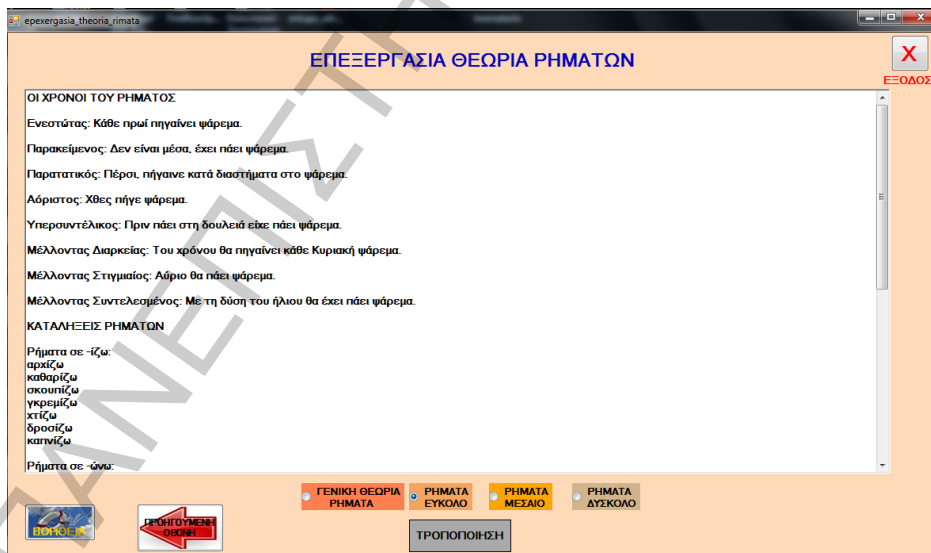 epexergasia_theoria_rimata
ΕΠΕΞΕΡΓΑΣΙΑ ΘΕΩΡΙΑ ΡΗΜΑΤΩΝ
X
ΕΞΟΔΟΣ
ΟΙ ΧΡΟΝΟΙ ΤΟΥ ΡΗΜΑΤΟΣ
Ενεστώτας: Κάθε πρωί πηγαίνει ψάρεμα.
Παρακείμενος: Δεν είναι μέσα, έχει πάει ψάρεμα.
Παρατατικός: Πέρσι, πήγαινε κατά διαστήματα στο ψάρεμα.
Αόριστος: Χθες πήγε ψάρεμα.
Υπερσυντέλικος: Πριν πάει στη δουλειά είχε πάει ψάρεμα.
Μέλλοντας Διαρκείας: Του χρόνου θα πηγαίνει κάθε Κυριακή ψάρεμα.
Μέλλοντας Στιγμιαίος: Αύριο θα πάει ψάρεμα.
Μέλλοντας Συντελεσμένος: Με τη δύση του ήλιου θα έχει πάει ψάρεμα.
ΚΑΤΑΛΗΞΕΙΣ ΡΗΜΑΤΩΝ
Ρήματα σε -ίζω:
αρχίζω
καθαρίζω
σκουπίζω
γκρεμίζω
χτίζω
δροσίζω
καπνίζω
Ρήματα σε -ώνω:
ΓΕΝΙΚΗ ΘΕΩΡΙΑ ΡΗΜΑΤΑ
ΡΗΜΑΤΑ ΕΥΚΟΛΟ
ΡΗΜΑΤΑ ΜΕΣΑΙΟ
ΡΗΜΑΤΑ ΔΥΣΚΟΛΟ
ΒΟΗΘΕΙΑ
ΠΡΟΗΓΟΥΜΕΝΗ ΟΘΟΝΗ
ΤΡΟΠΟΠΟΙΗΣΗ
ΠΑΝΕΠΙΣΤΗ